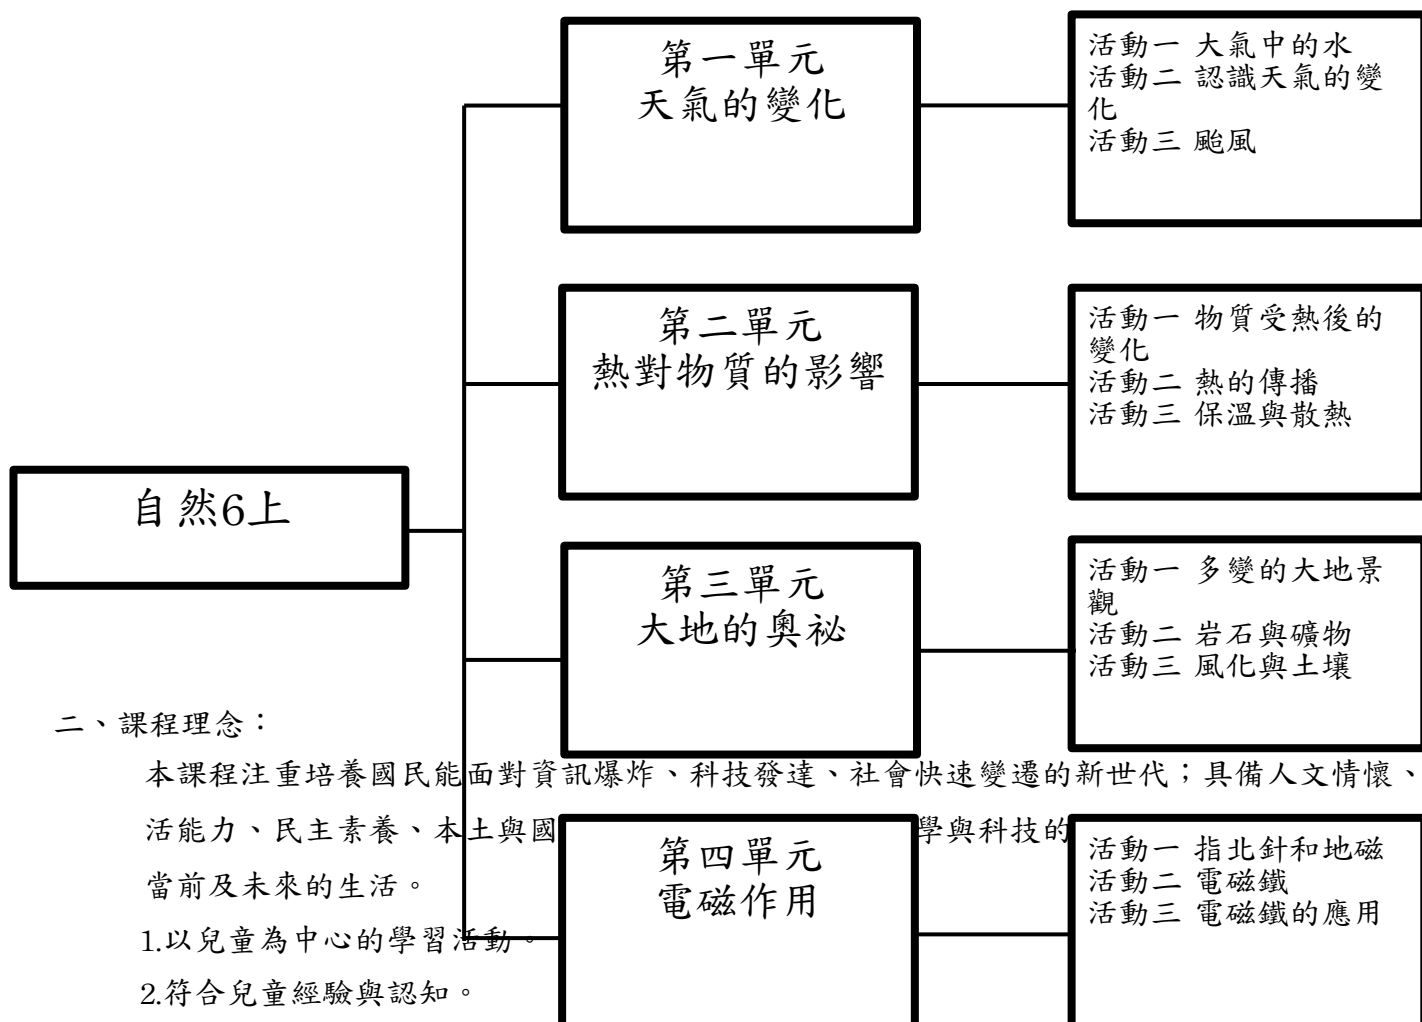 第一單元
天氣的變化
活動一 大氣中的水
活動二 認識天氣的變
化
活動三 颱風
第二單元
熱對物質的影響
活動一 物質受熱後的
變化
活動二 熱的傳播
活動三 保溫與散熱
自然6上
第三單元
大地的奧祕
活動一 多變的大地景
觀
活動二 岩石與礦物
活動三 風化與土壤
第四單元
電磁作用
活動一 指北針和地磁
活動二 電磁鐵
活動三 電磁鐵的應用
二、課程理念：
本課程注重培養國民能面對資訊爆炸、科技發達、社會快速變遷的新世代；具備人文情懷、
活能力、民主素養、本土與國 學與科技的
當前及未來的生活。
1.以兒童為中心的學習活動。
2.符合兒童經驗與認知。